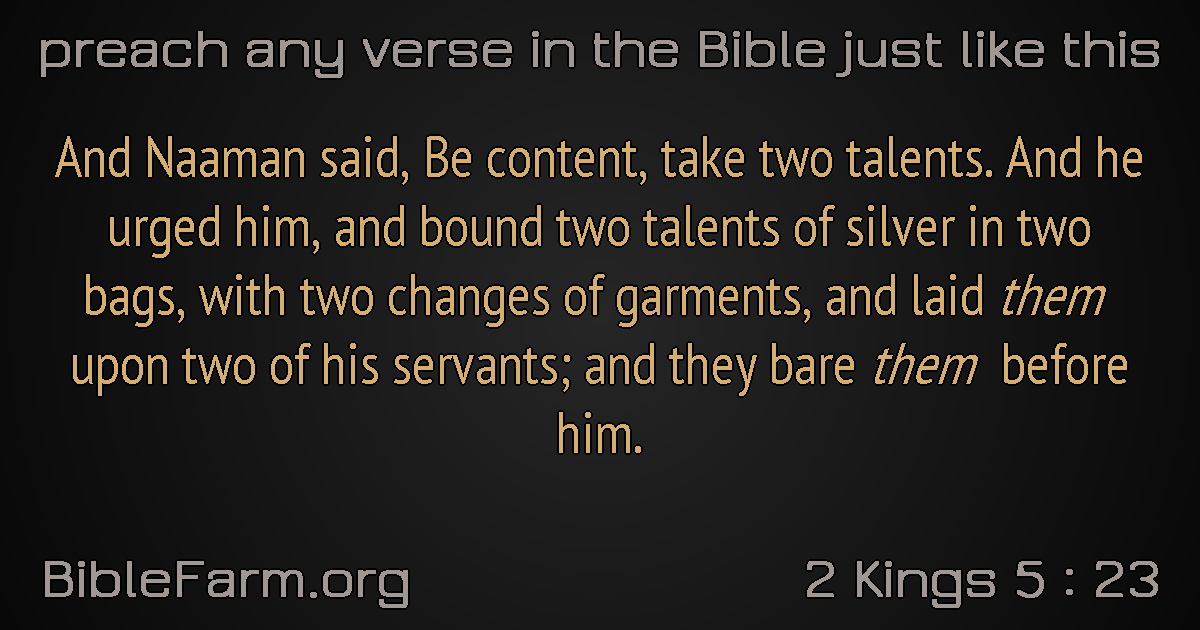 preach any verse in the Bible just like this
And Naaman said, Be content, take two talents. And he
urged him, and bound two talents of silver in two
bags, with two changes of garments, and laid them
upon two of his servants; and they bare them before
him.
BibleFarm.org
2 Kings 5 : 23